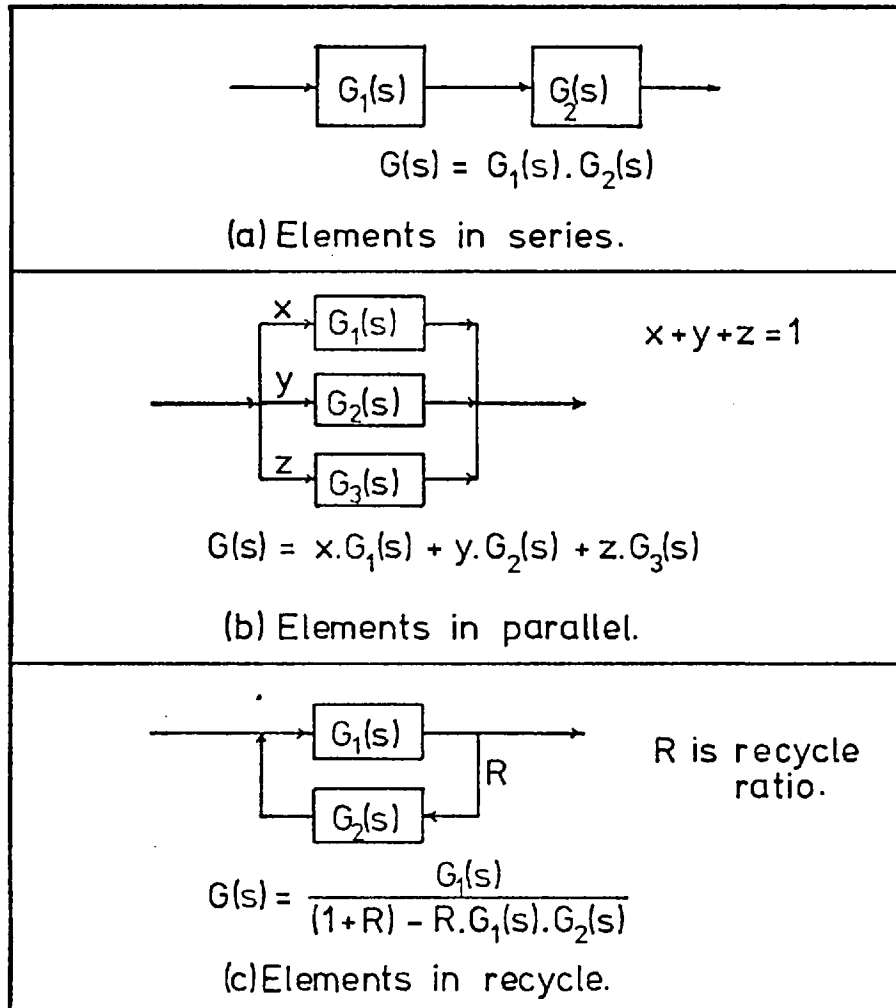 G₁(s) G₂(s)
G(s) = G₁(s).G₂(s)
(a) Elements in series.
x G₁(s) x+y+z=1
y G₂(s)
z G₃(s)
G(s) = x.G₁(s) + y.G₂(s) + z.G₃(s)
(b) Elements in parallel.
G₁(s)
R
R is recycle
ratio.
G₂(s)
G(s) = G₁(s)
(1+R) – R.G₁(s).G₂(s)
(c) Elements in recycle.